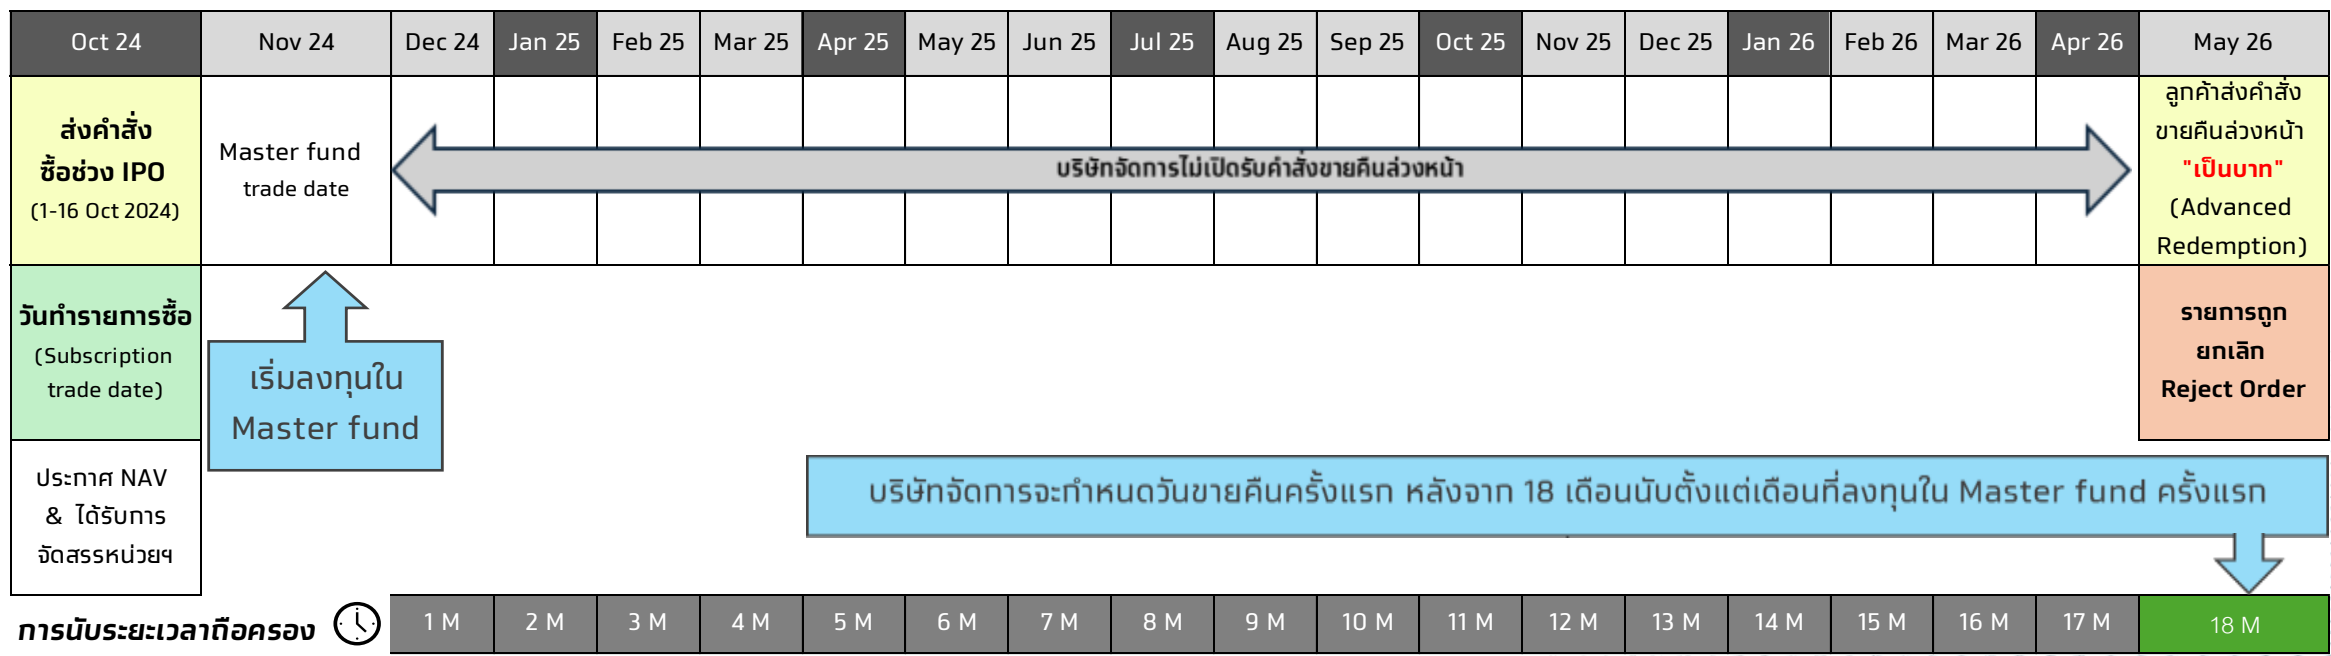 Oct 24 Nov 24 Dec 24 Jan 25 Feb 25 Mar 25 Apr 25 May 25 Jun 25 Jul 25 Aug 25 Sep 25 Oct 25 Nov 25 Dec 25 Jan 26 Feb 26 Mar 26 Apr 26 May 26
ส่งคำสั่ง
ซื้อช่วง IPO
(1-16 Oct 2024)
Master fund
trade date
บริษัทจัดการไม่เปิดรับคำสั่งขายคืนล่วงหน้า
ลูกค้าส่งคำสั่ง
ขายคืนล่วงหน้า
"เป็นบาท"
(Advanced
Redemption)
วันทำรายการซื้อ
(Subscription
trade date)
เริ่มลงทุนใน
Master fund
รายการถูก
ยกเลิก
Reject Order
ประกาศ NAV
& ได้รับการ
จัดสรรหน่วยฯ
บริษัทจัดการจะกำหนดวันขายคืนครั้งแรก หลังจาก 18 เดือนนับตั้งแต่เดือนที่ลงทุนใน Master fund ครั้งแรก
การนับระยะเวลาถือครอง 1 M 2 M 3 M 4 M 5 M 6 M 7 M 8 M 9 M 10 M 11 M 12 M 13 M 14 M 15 M 16 M 17 M 18 M